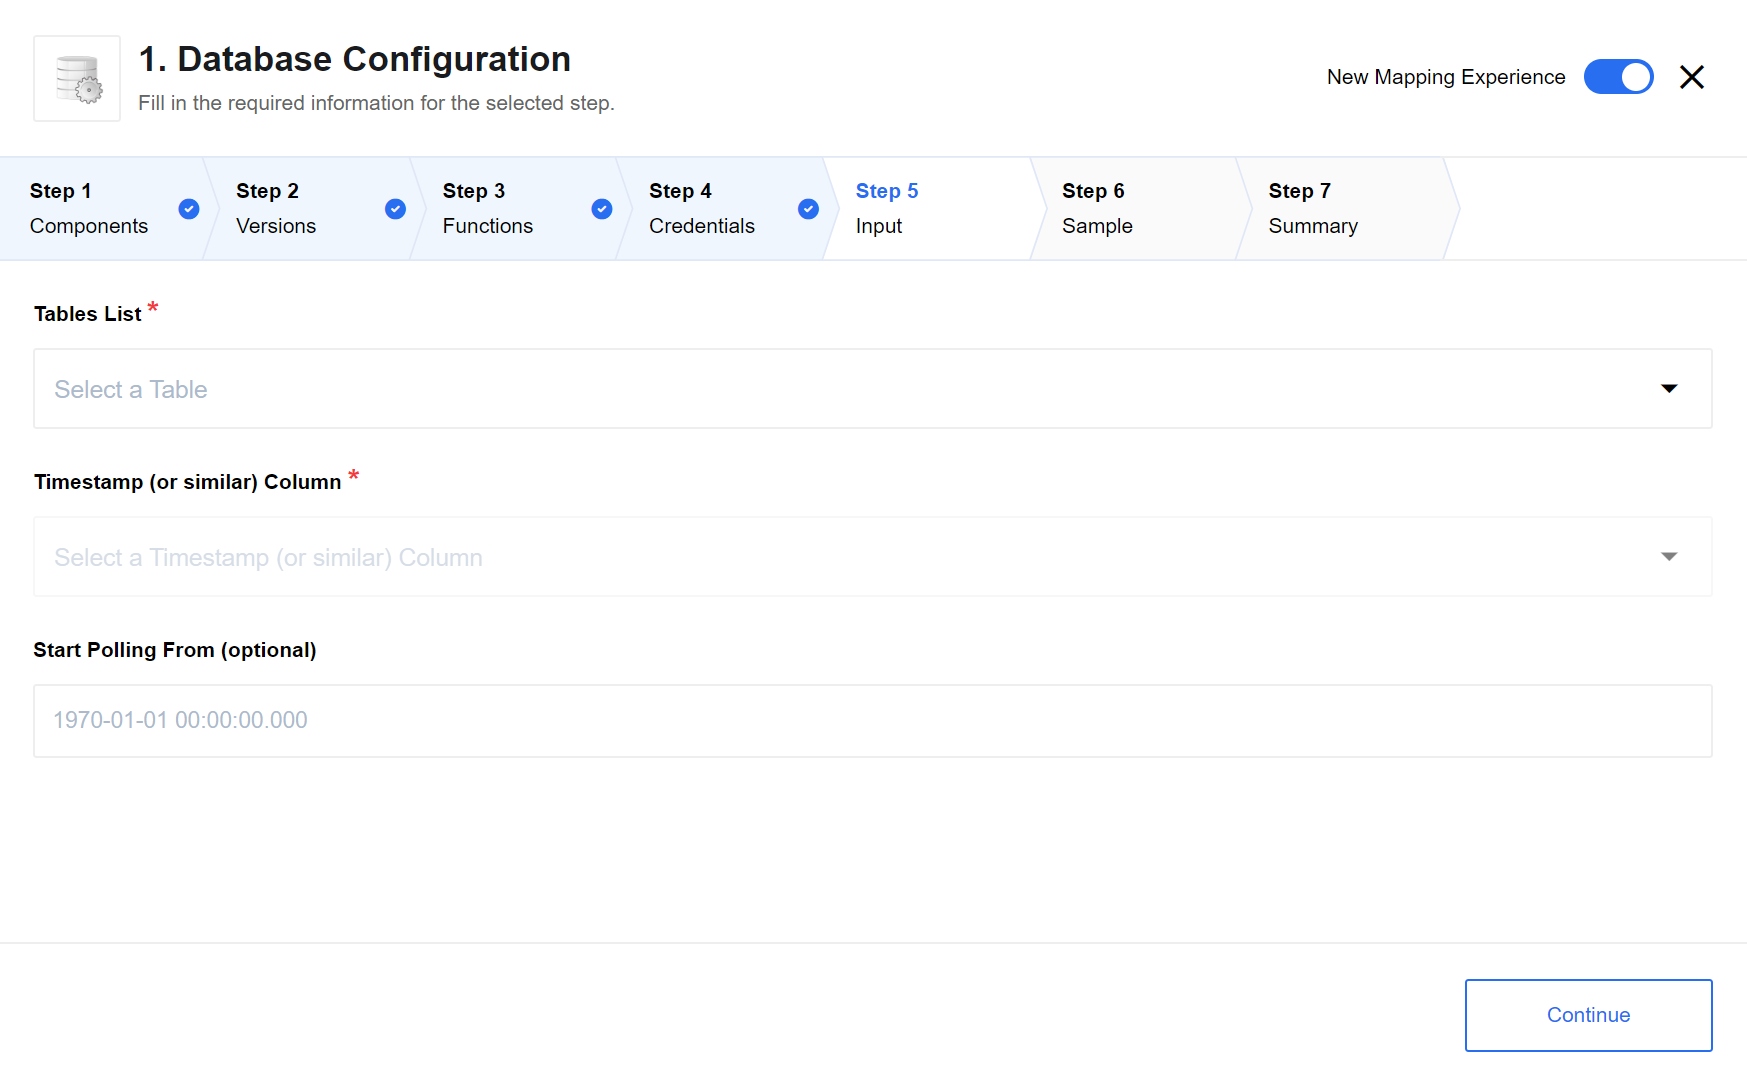 1. Database Configuration
Fill in the required information for the selected step.
New Mapping Experience
Step 1
Components
Step 2
Versions
Step 3
Functions
Step 4
Credentials
Step 5
Input
Step 6
Sample
Step 7
Summary
Tables List *
Select a Table
Timestamp (or similar) Column *
Select a Timestamp (or similar) Column
Start Polling From (optional)
1970-01-01 00:00:00.000
Continue